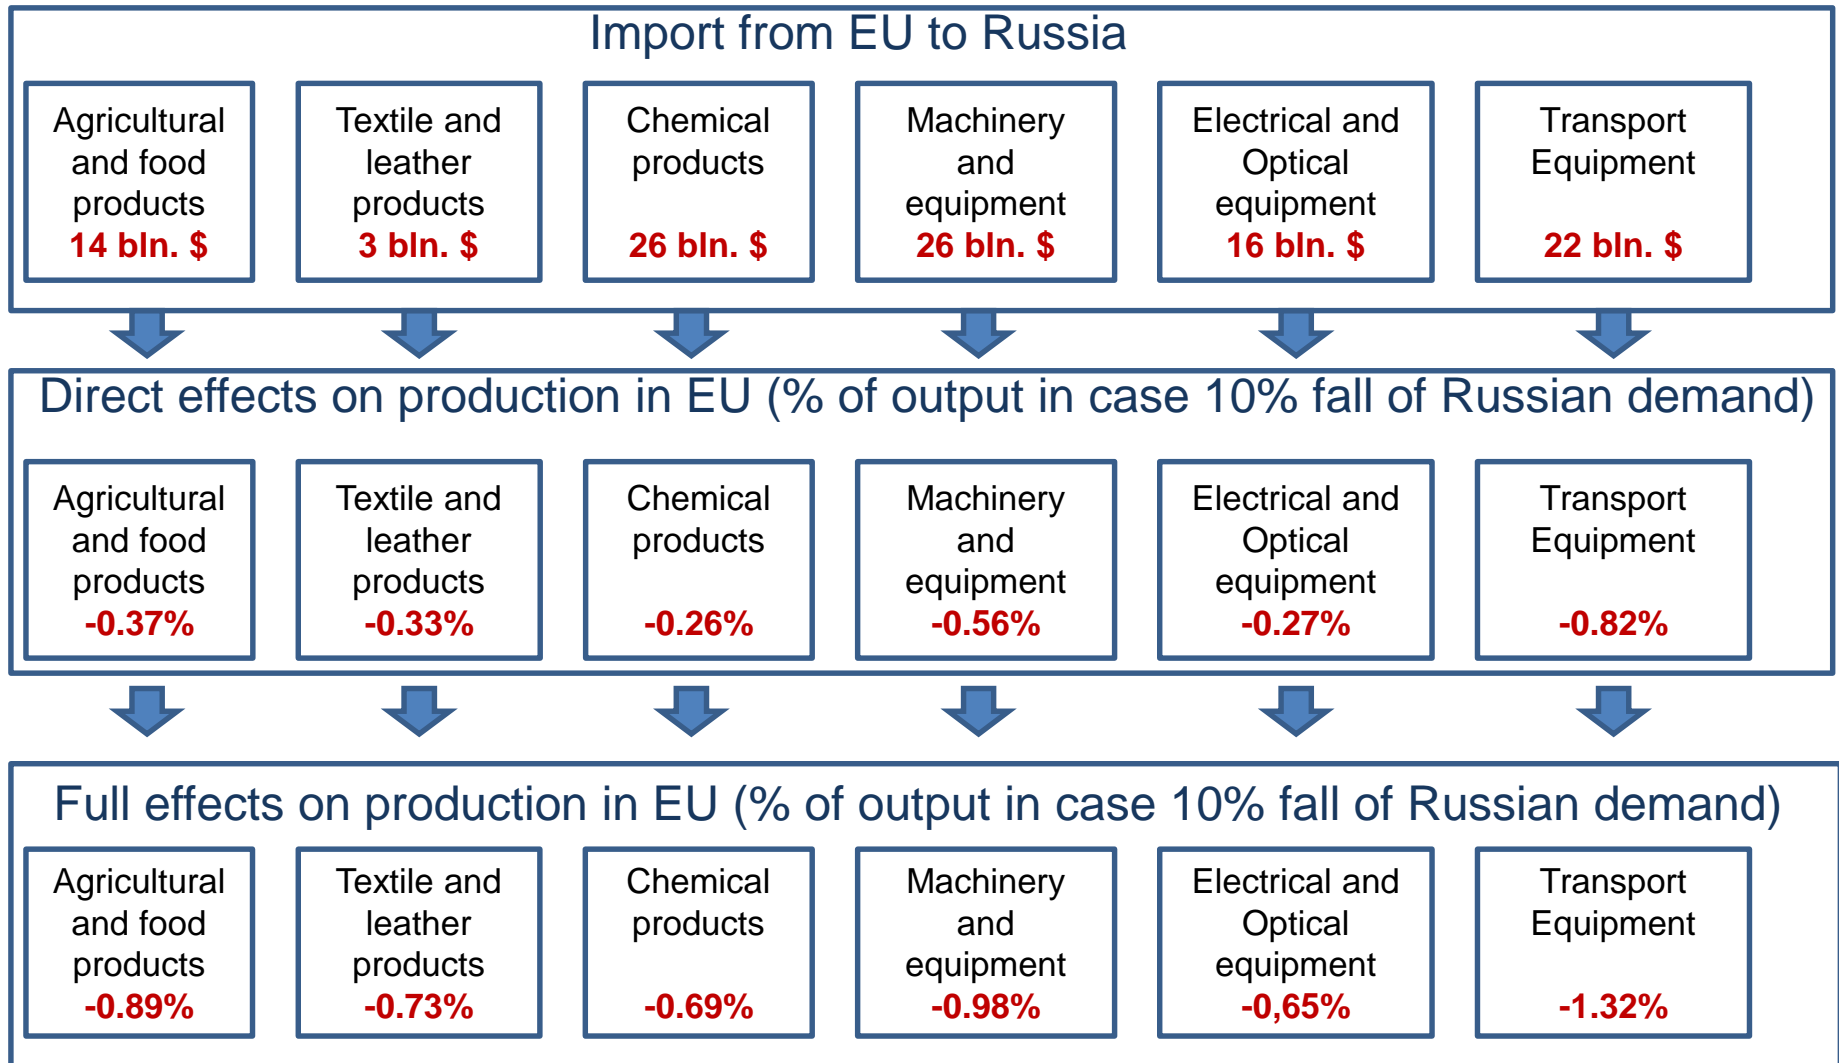 Import from EU to Russia
Agricultural
and food
products
14 bln. $
Textile and
leather
products
3 bln. $
Chemical
products
26 bln. $
Machinery
and
equipment
26 bln. $
Electrical and
Optical
equipment
16 bln. $
Transport
Equipment
22 bln. $
Direct effects on production in EU (% of output in case 10% fall of Russian demand)
Agricultural
and food
products
-0.37%
Textile and
leather
products
-0.33%
Chemical
products
-0.26%
Machinery
and
equipment
-0.56%
Electrical and
Optical
equipment
-0.27%
Transport
Equipment
-0.82%
Full effects on production in EU (% of output in case 10% fall of Russian demand)
Agricultural
and food
products
-0.89%
Textile and
leather
products
-0.73%
Chemical
products
-0.69%
Machinery
and
equipment
-0.98%
Electrical and
Optical
equipment
-0,65%
Transport
Equipment
-1.32%